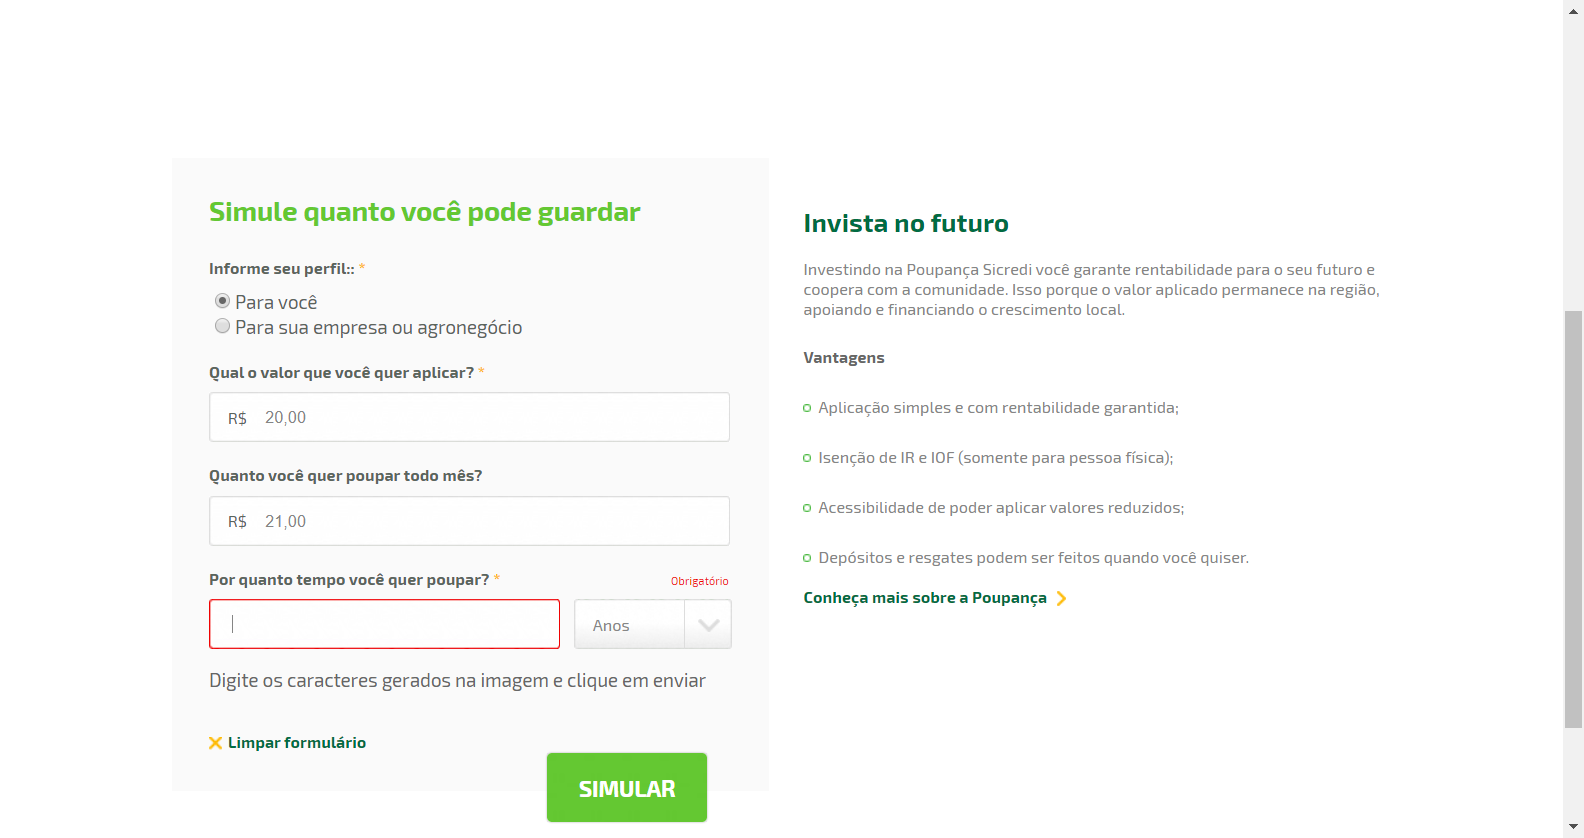 Simule quanto você pode guardar
Informe seu perfil:: *
Para você
Para sua empresa ou agronegócio
Qual o valor que você quer aplicar? *
R$ 20,00
Quanto você quer poupar todo mês?
R$ 21,00
Por quanto tempo você quer poupar? * Obrigatório
Anos
Digite os caracteres gerados na imagem e clique em enviar
Limpar formulário
SIMULAR
Invista no futuro
Investindo na Poupança Sicredi você garante rentabilidade para o seu futuro e
coopera com a comunidade. Isso porque o valor aplicado permanece na região,
apoiando e financiando o crescimento local.
Vantagens
Aplicação simples e com rentabilidade garantida;
Isenção de IR e IOF (somente para pessoa física);
Acessibilidade de poder aplicar valores reduzidos;
Depósitos e resgates podem ser feitos quando você quiser.
Conheça mais sobre a Poupança